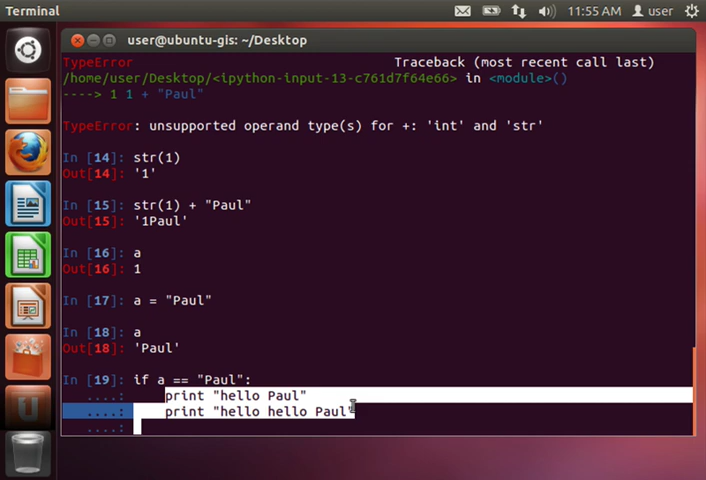 Terminal
11:55 AM
user
user@ubuntu-gis: ~/Desktop
TypeError Traceback (most recent call last)
/home/user/Desktop/<ipython-input-13-c761d7f64e66> in <module>()
----> 1 1 + "Paul"
TypeError: unsupported operand type(s) for +: 'int' and 'str'
In [14]: str(1)
Out[14]: '1'
In [15]: str(1) + "Paul"
Out[15]: '1Paul'
In [16]: a
Out[16]: 1
In [17]: a = "Paul"
In [18]: a
Out[18]: 'Paul'
In [19]: if a == "Paul":
....: print "hello Paul"
....: print "hello hello Paul"
....: